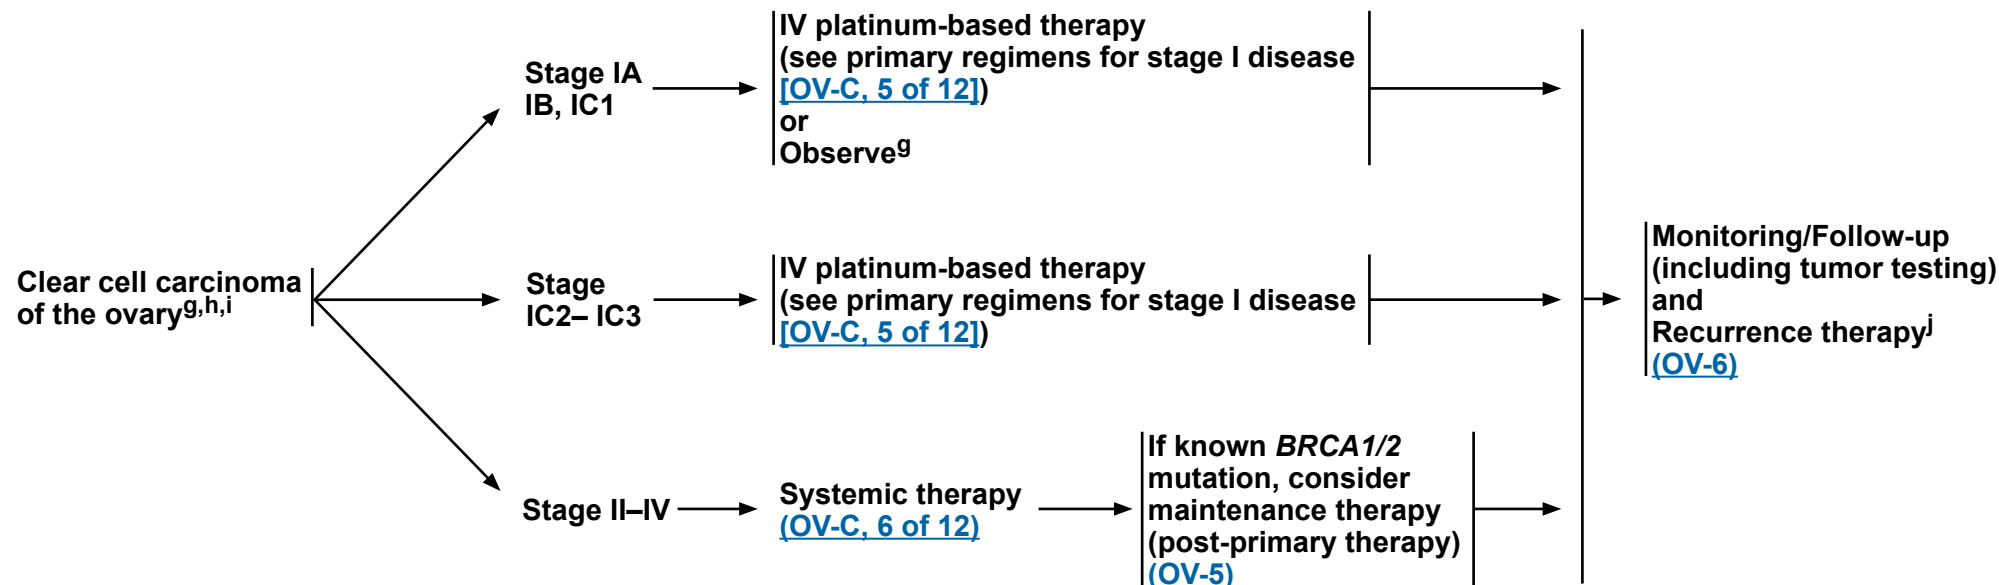 Clear cell carcinoma
of the ovaryg,h,i
Stage IA
IB, IC1
IV platinum-based therapy
(see primary regimens for stage I disease
[OV-C, 5 of 12])
or
Observeg
Stage
IC2– IC3
IV platinum-based therapy
(see primary regimens for stage I disease
[OV-C, 5 of 12])
Stage II–IV
Systemic therapy
(OV-C, 6 of 12)
If known BRCA1/2
mutation, consider
maintenance therapy
(post-primary therapy)
(OV-5)
Monitoring/Follow-up
(including tumor testing)
and
Recurrence therapyj
(OV-6)